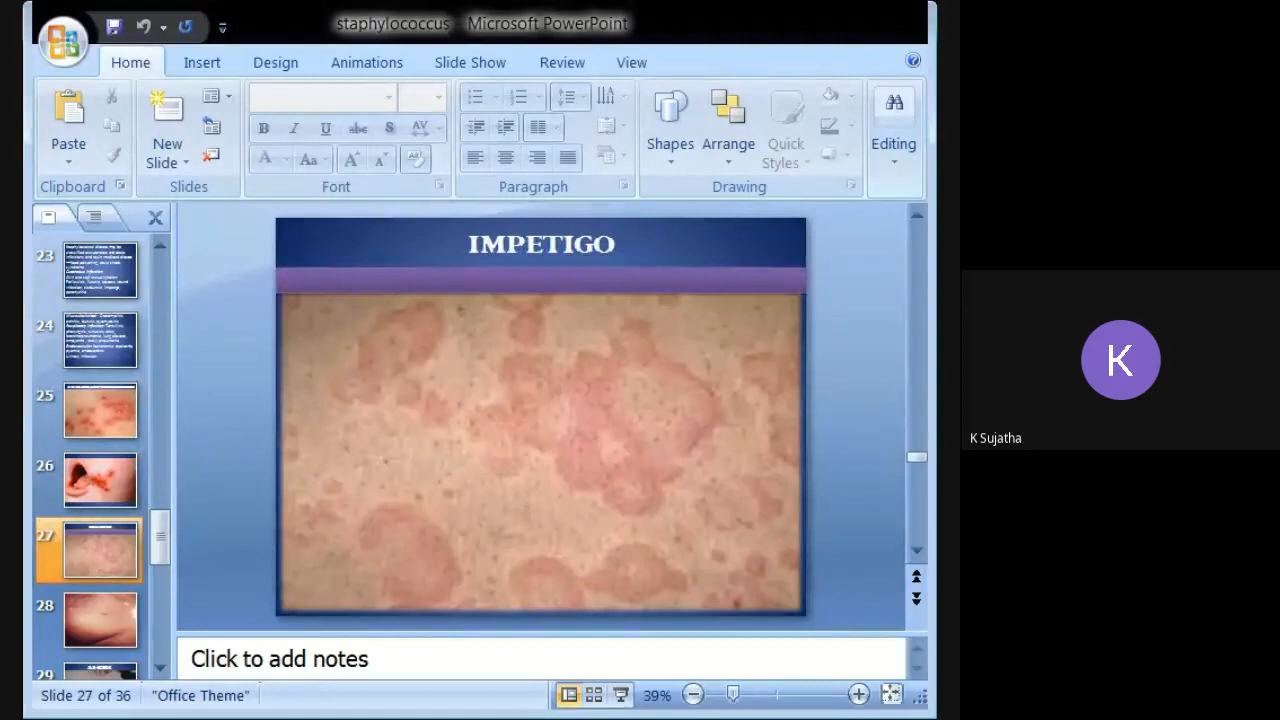 staphylococcus - Microsoft PowerPoint
Home Insert Design Animations Slide Show Review View
Paste
New
Slide
Shapes Arrange Quick
Styles
Editing
Clipboard Slides Font Paragraph Drawing
23
24
25
26
27
28
29
IMPETIGO
Click to add notes
Slide 27 of 36 "Office Theme" 39%
K
K Sujatha